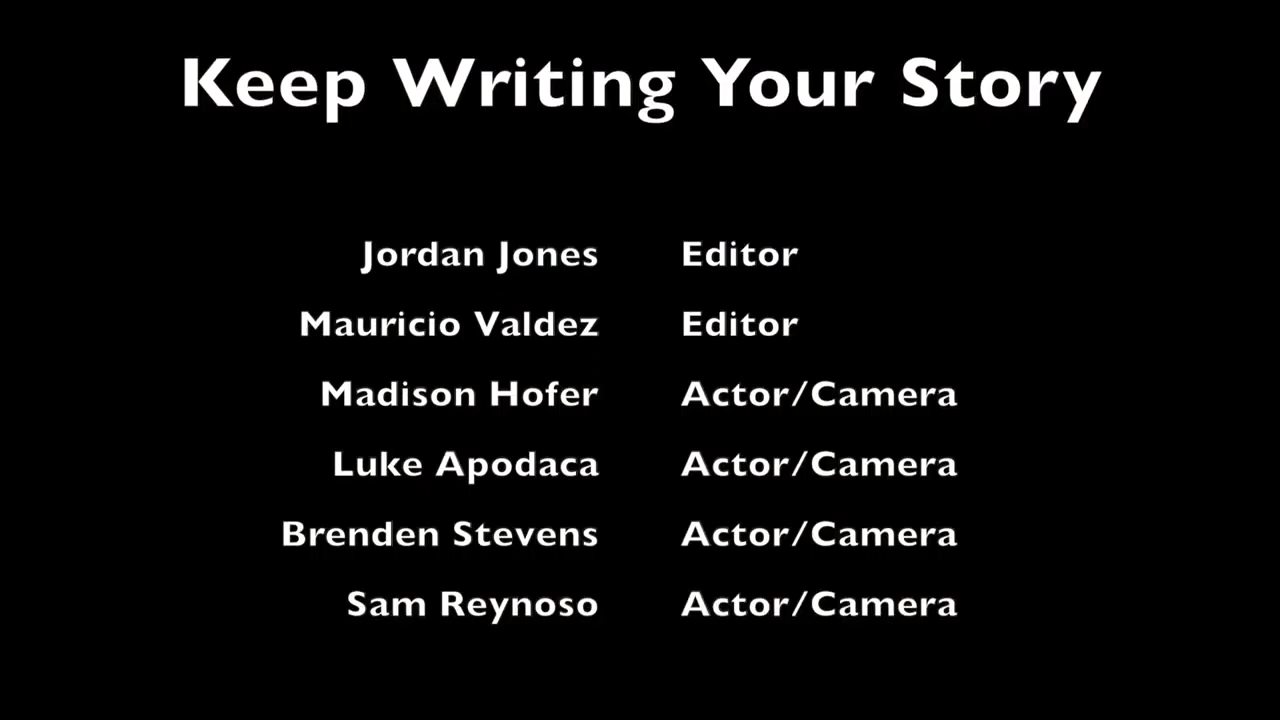 Keep Writing Your Story
Jordan Jones Editor
Mauricio Valdez Editor
Madison Hofer Actor/Camera
Luke Apodaca Actor/Camera
Brenden Stevens Actor/Camera
Sam Reynoso Actor/Camera